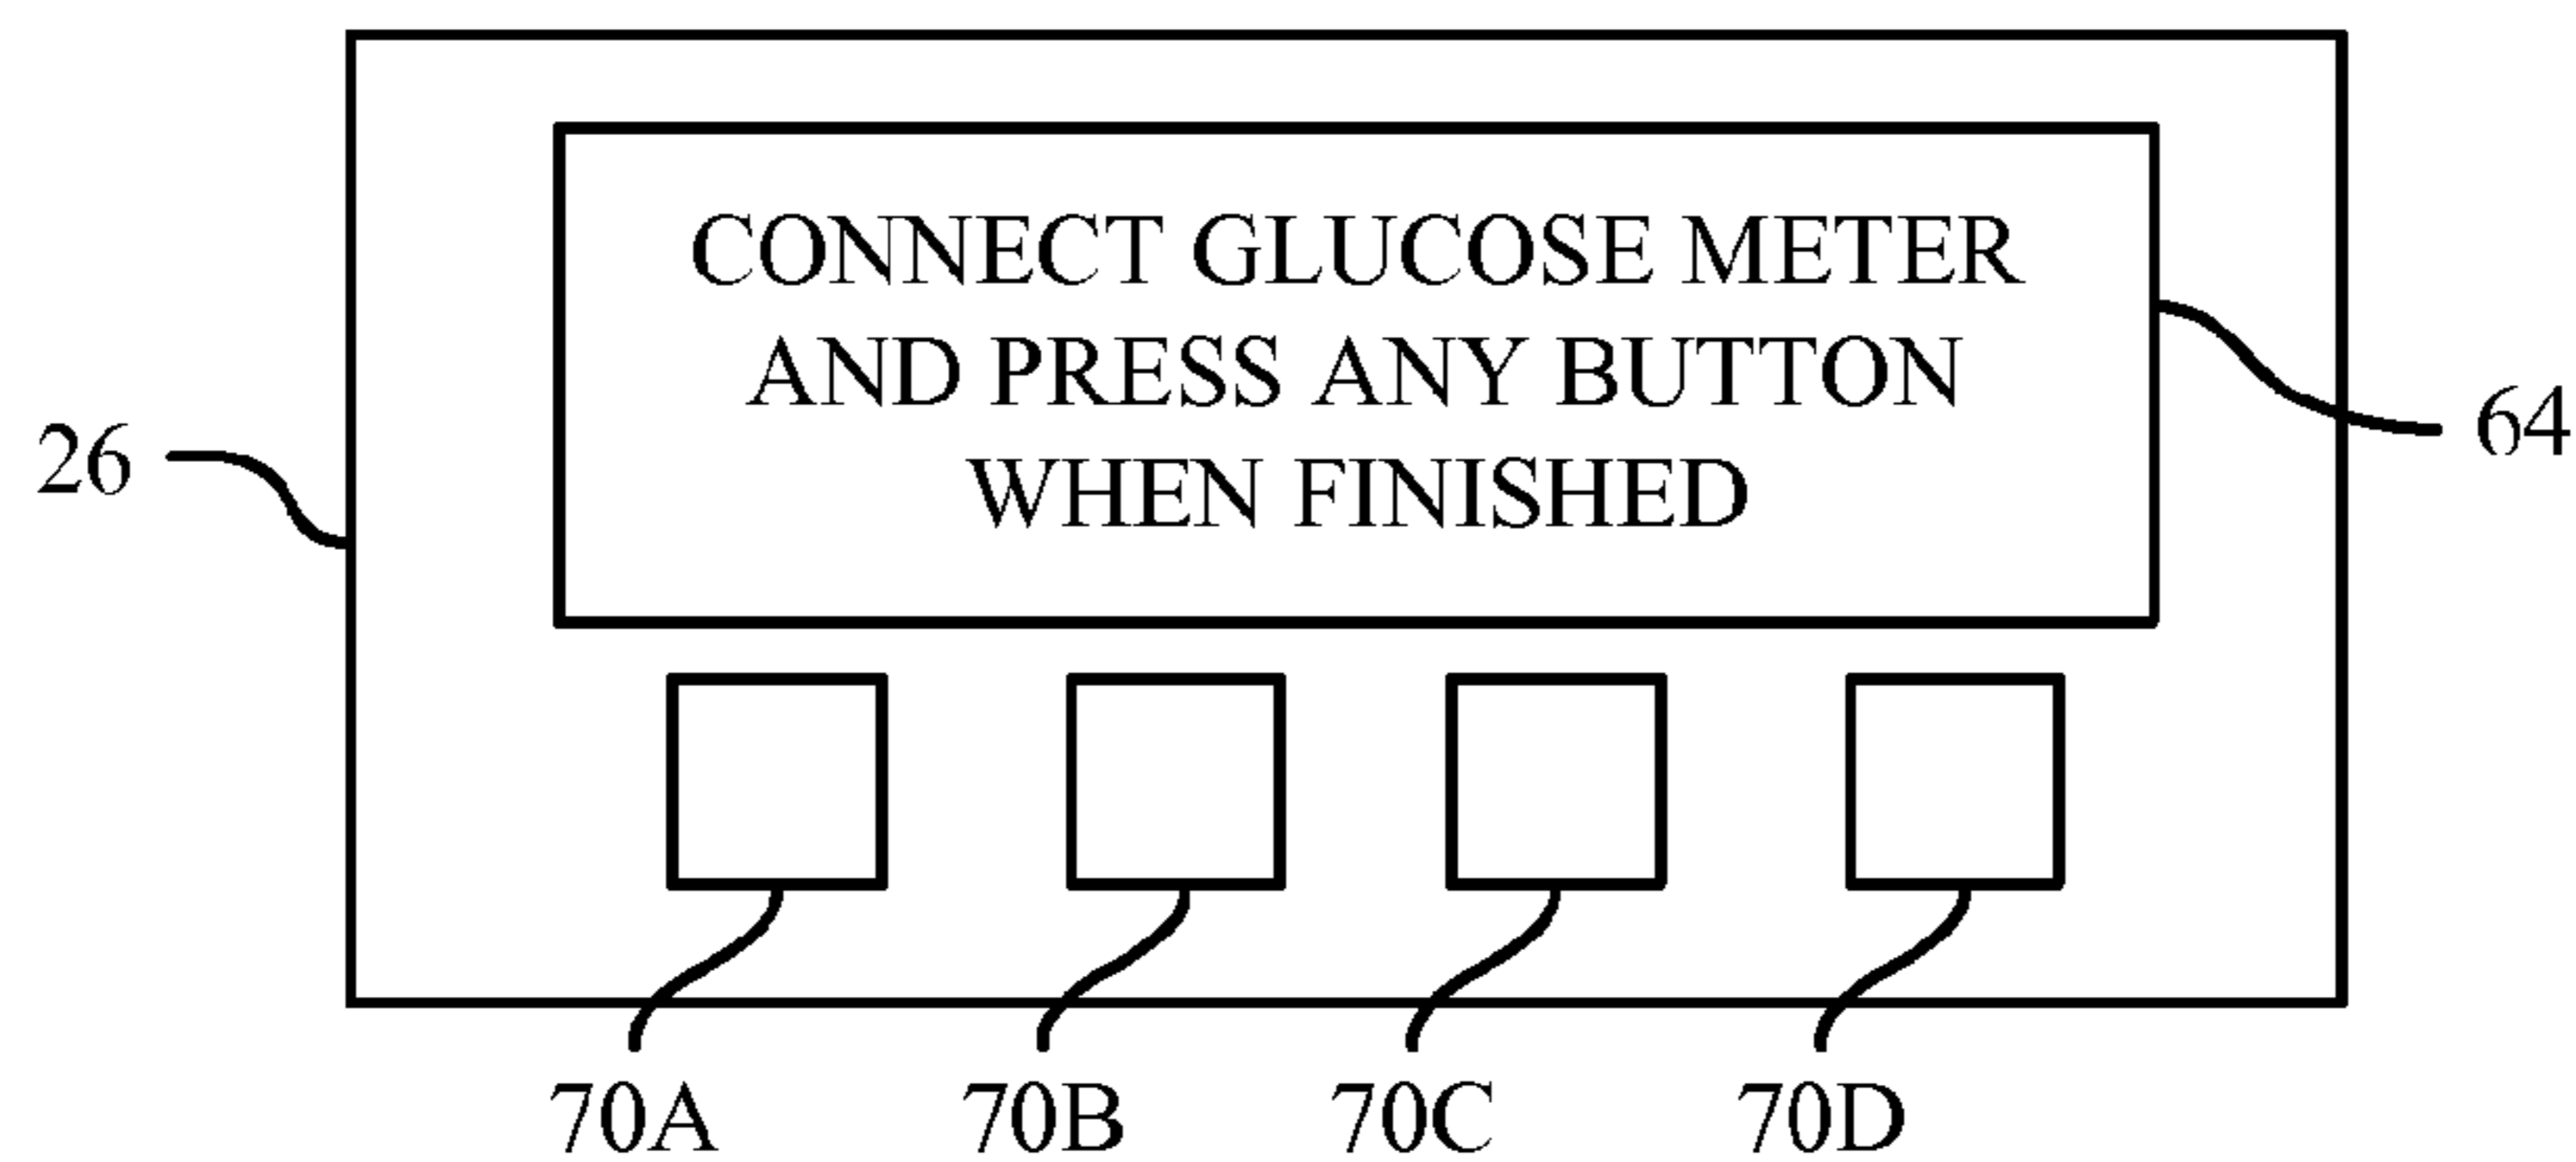 CONNECT GLUCOSE METER
AND PRESS ANY BUTTON
WHEN FINISHED
26
64
70A 70B 70C 70D